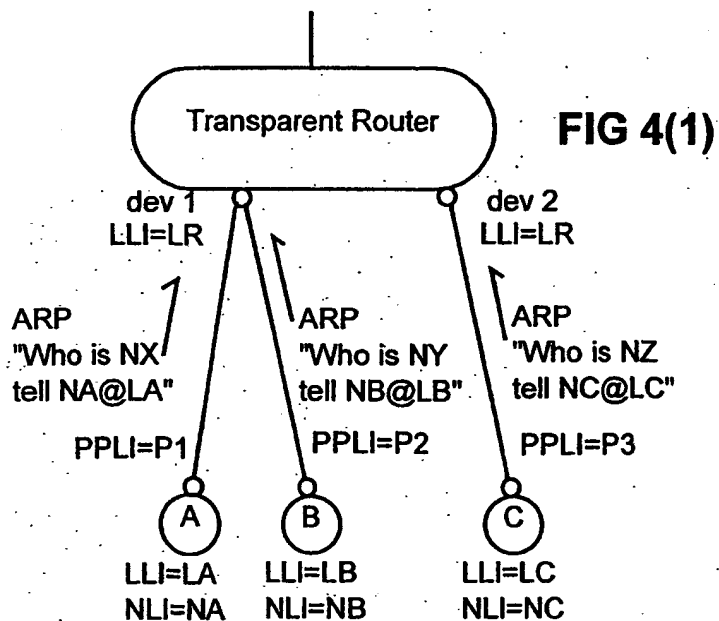 Transparent Router
FIG 4(1)
dev 1
LLI=LR
dev 2
LLI=LR
ARP
"Who is NX
tell NA@LA"
ARP
"Who is NY
tell NB@LB"
ARP
"Who is NZ
tell NC@LC"
PPLI=P1
PPLI=P2
PPLI=P3
A
B
C
LLI=LA
NLI=NA
LLI=LB
NLI=NB
LLI=LC
NLI=NC